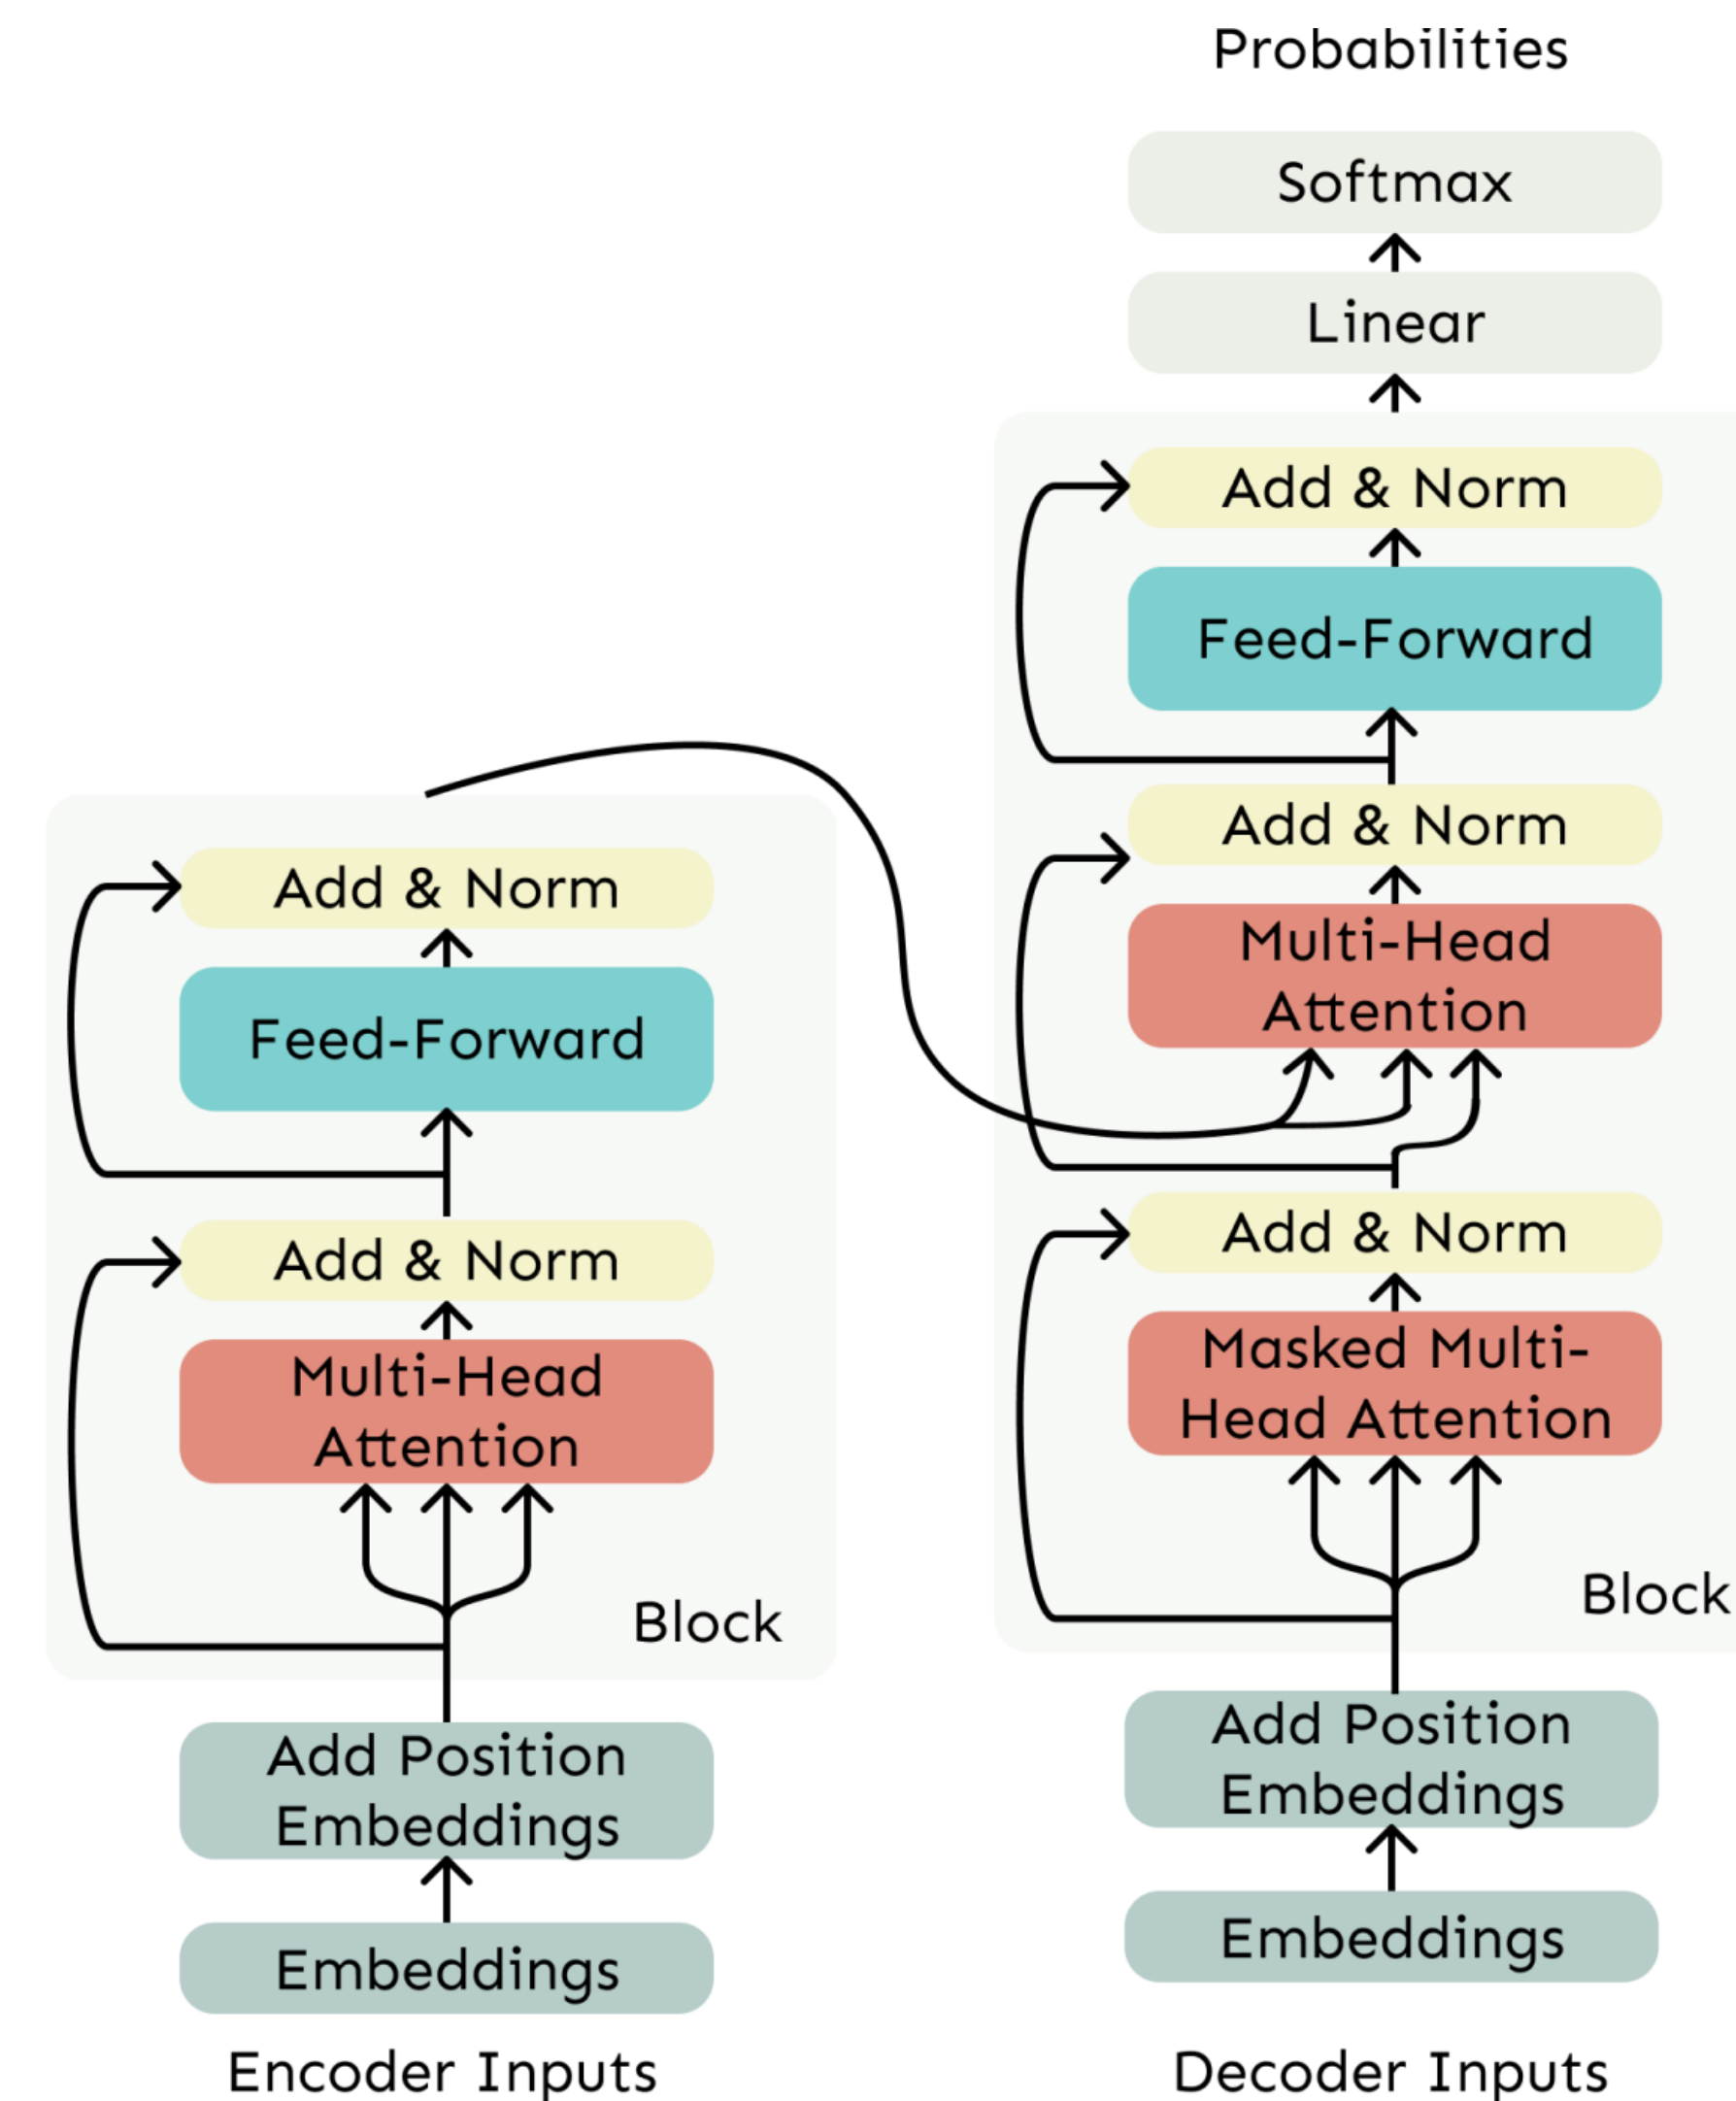 Probabilities
Softmax
Linear
Add & Norm
Feed-Forward
Add & Norm
Multi-Head
Attention
Add & Norm
Masked Multi-
Head Attention
Block
Add Position
Embeddings
Embeddings
Decoder Inputs
Add & Norm
Feed-Forward
Add & Norm
Multi-Head
Attention
Block
Add Position
Embeddings
Embeddings
Encoder Inputs